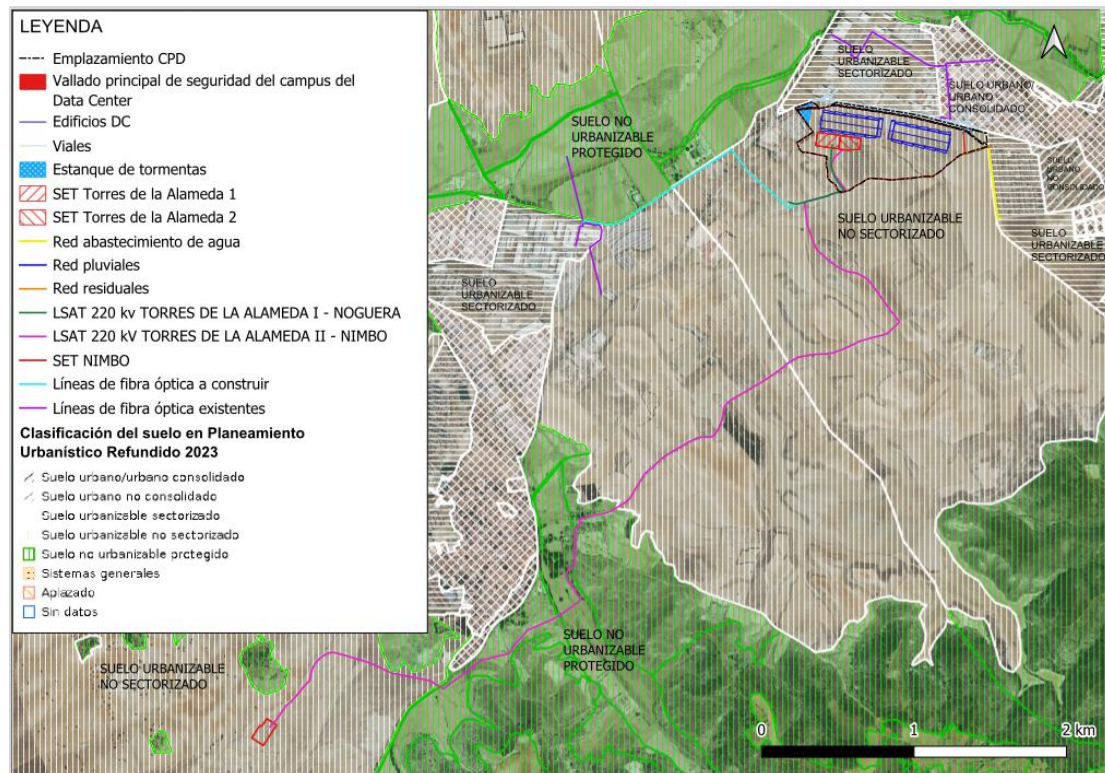 LEYENDA
Emplazamiento CPD
Vallado principal de seguridad del campus del
Data Center
Edificios DC
Viales
Estanque de tormentas
SET Torres de la Alameda 1
SET Torres de la Alameda 2
Red abastecimiento de agua
Red pluviales
Red residuales
LSAT 220 kv TORRES DE LA ALAMEDA I - NOGUERA
LSAT 220 kV TORRES DE LA ALAMEDA II - NIMBO
SET NIMBO
Líneas de fibra óptica a construir
Líneas de fibra óptica existentes
Clasificación del suelo en Planeamiento
Urbanístico Refundido 2023
Suelo urbano/urbano consolidado
Suelo urbano no consolidado
Suelo urbanizable sectorizado
Suelo urbanizable no sectorizado
Suelo no urbanizable protegido
Sistemas generales
Aplazado
Sin datos
SUELO
URBANIZABLE
SECTORIZADO
SUELO URBANO/
URBANO
CONSOLIDADO
SUELO NO
URBANIZABLE
PROTEGIDO
SUELO
URBANO
NO
CONSOLIDADO
SUELO URBANIZABLE
NO SECTORIZADO
SUELO
URBANIZABLE
SECTORIZADO
SUELO
URBANIZABLE
SECTORIZADO
SUELO NO
URBANIZABLE
PROTEGIDO
SUELO URBANIZABLE
NO SECTORIZADO
0 1 2 km